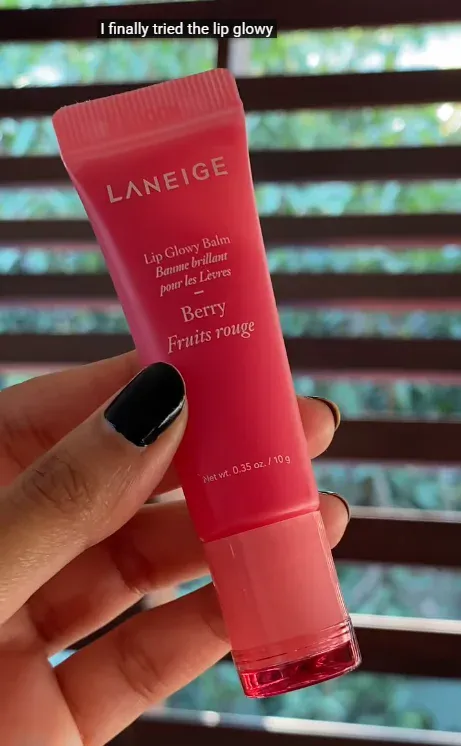 I finally tried the lip glowy
LANEIGE
Lip Glowy Balm
Baume brillant
pour les Lèvres
Berry
Fruits rouge
Net wt. 0.35 oz. / 10 g